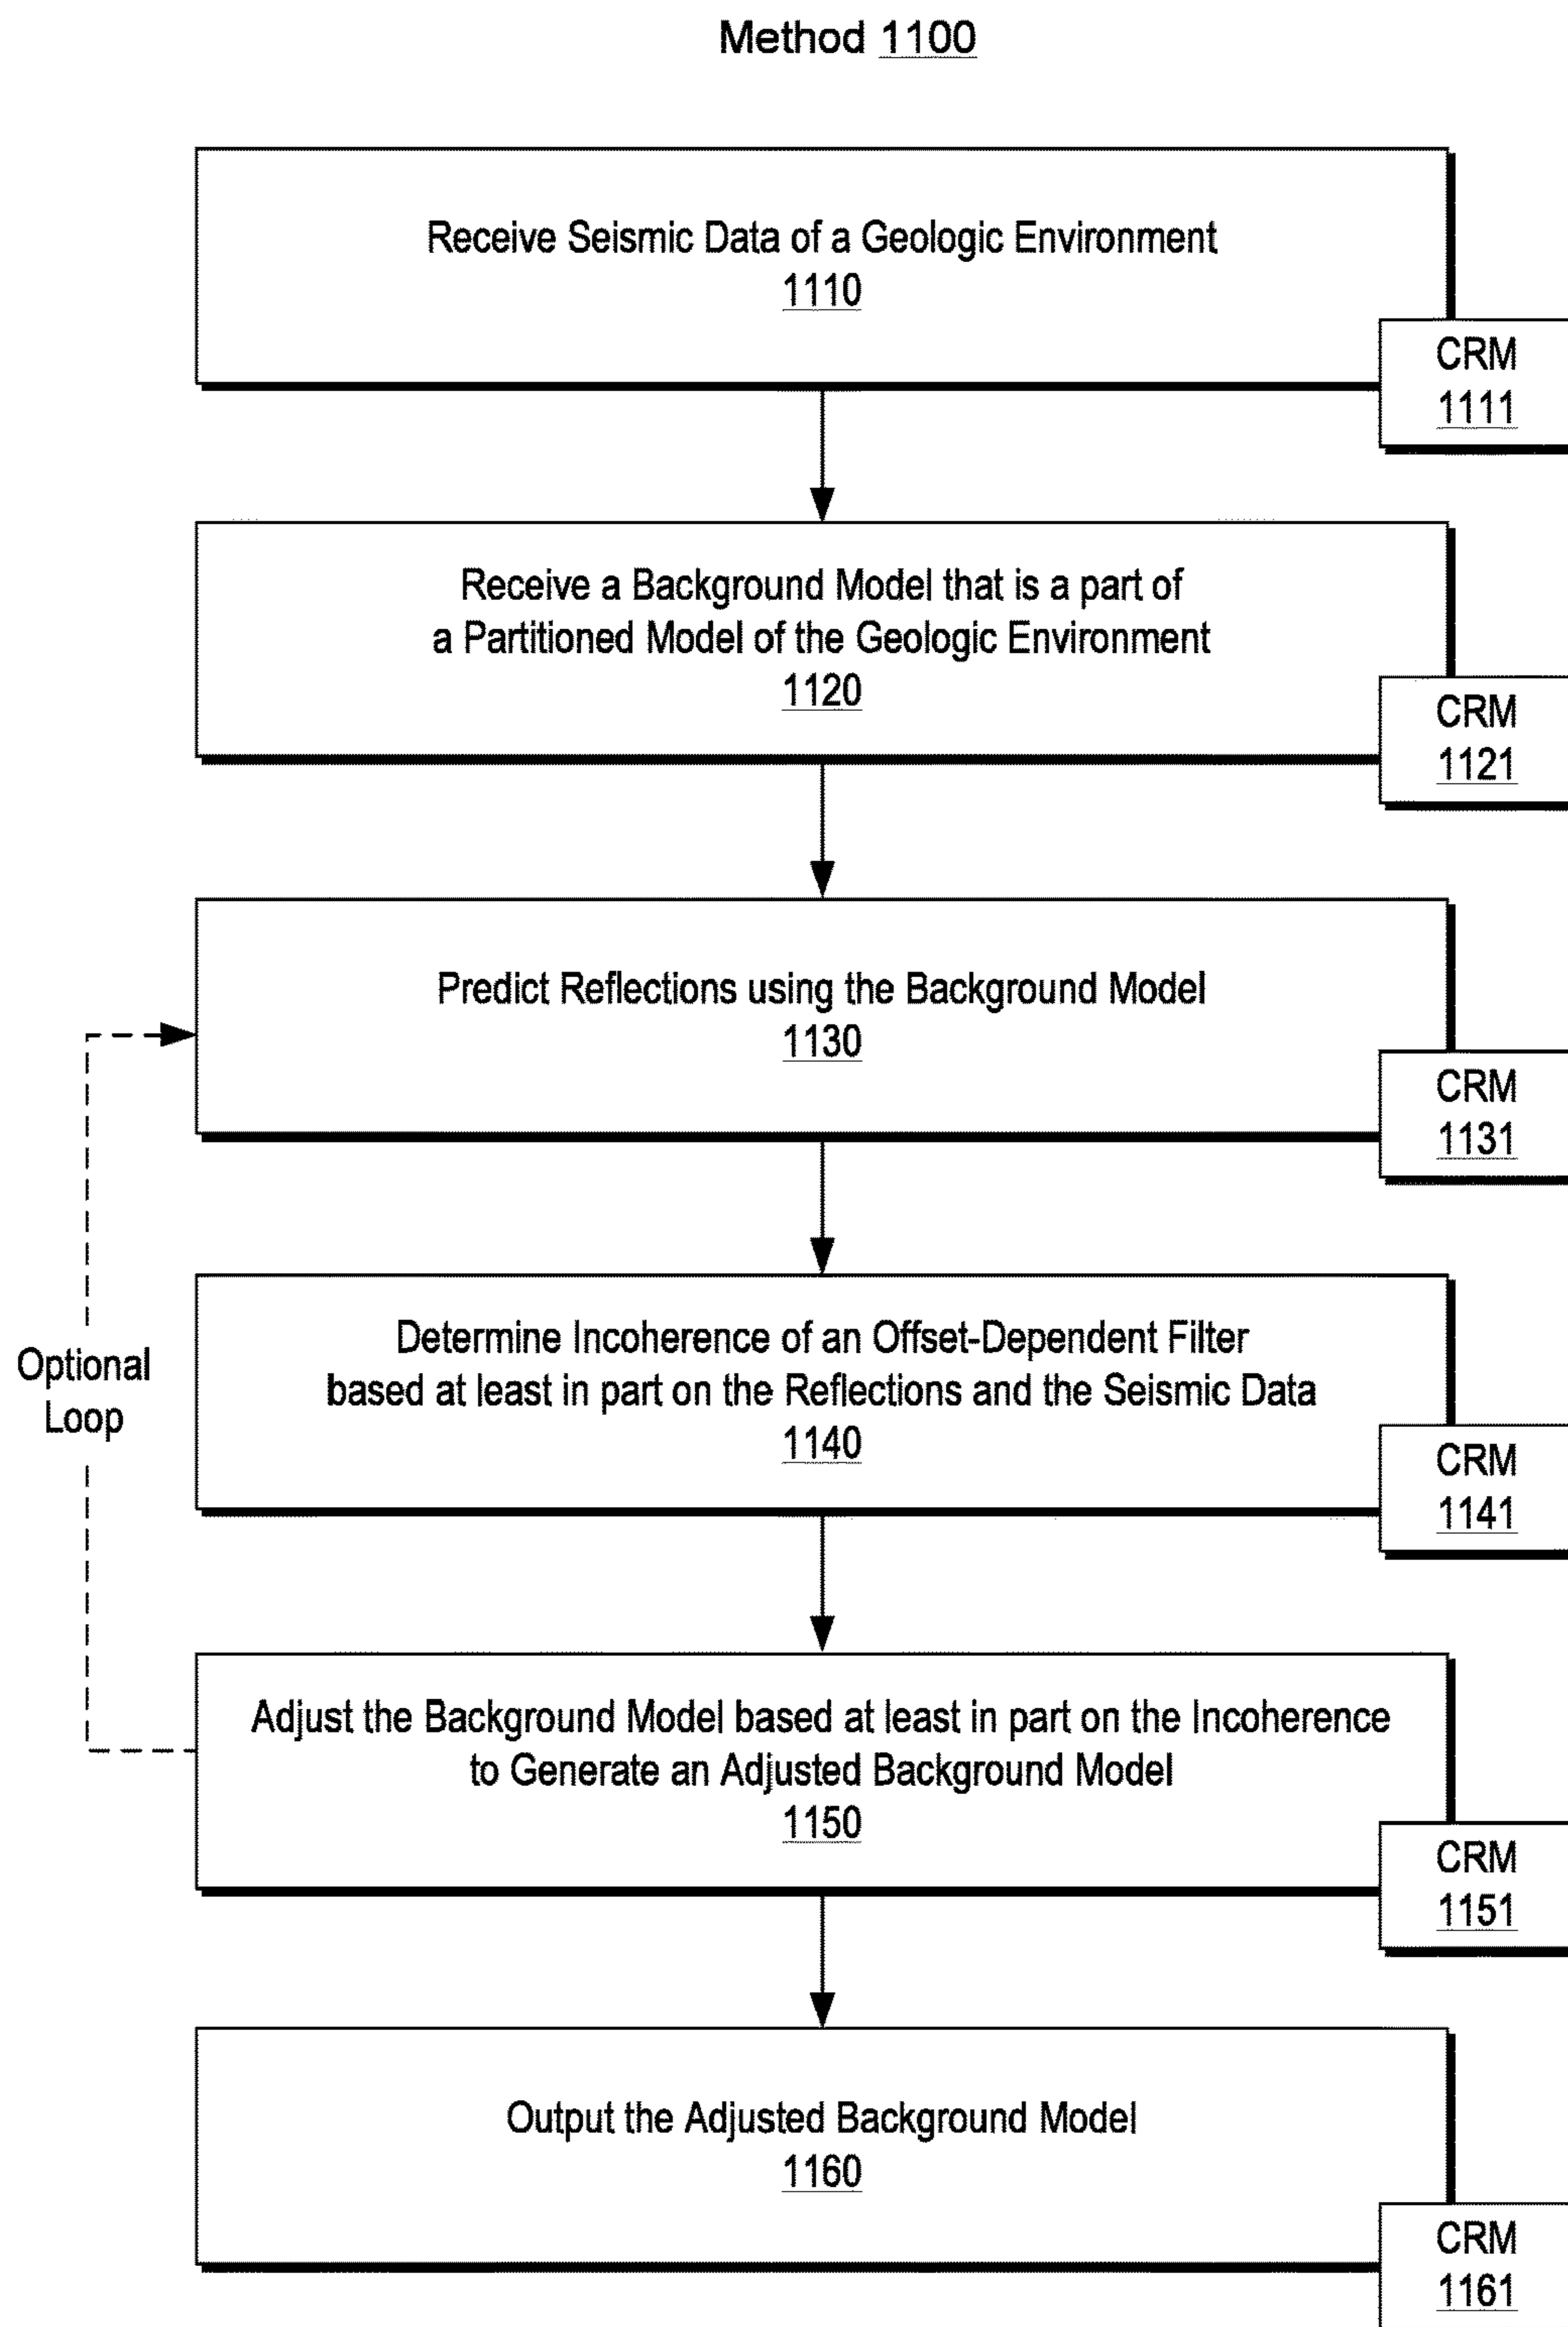 Method 1100
Receive Seismic Data of a Geologic Environment
1110
CRM
1111
Receive a Background Model that is a part of
a Partitioned Model of the Geologic Environment
1120
CRM
1121
Predict Reflections using the Background Model
1130
CRM
1131
Determine Incoherence of an Offset-Dependent Filter
based at least in part on the Reflections and the Seismic Data
1140
CRM
1141
Optional
Loop
Adjust the Background Model based at least in part on the Incoherence
to Generate an Adjusted Background Model
1150
CRM
1151
Output the Adjusted Background Model
1160
CRM
1161